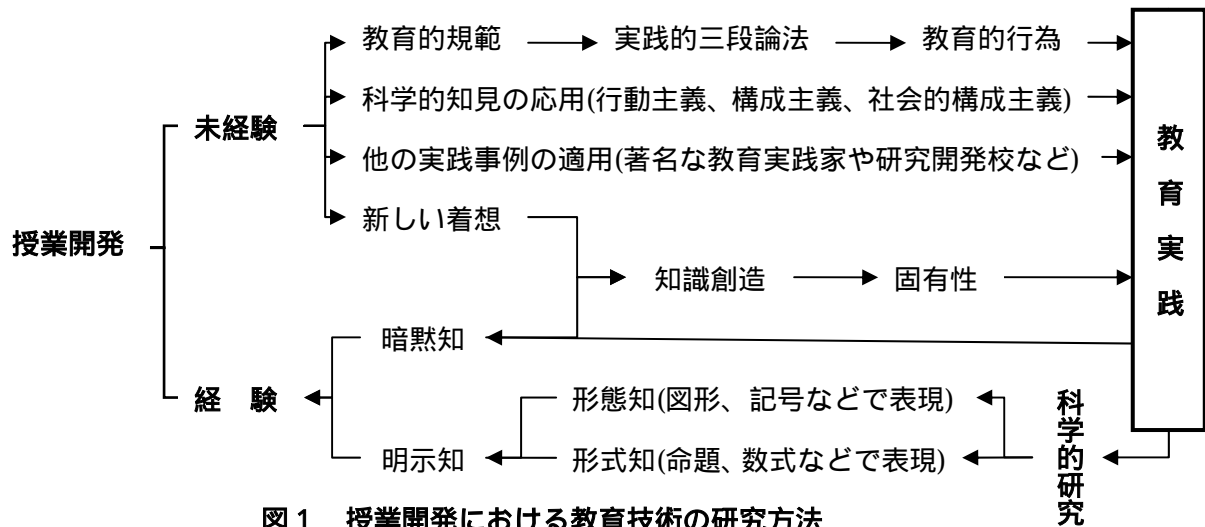 教育的規範 実践的三段論法 教育的行為
科学的知見の応用(行動主義、構成主義、社会的構成主義)
未経験
他の実践事例の適用(著名な教育実践家や研究開発校など)
新しい着想
授業開発
知識創造 固有性
教育実践
暗黙知
経 験
形態知(図形、記号などで表現)
明示知 形式知(命題、数式などで表現)
科学的研究
図1 授業開発における教育技術の研究方法